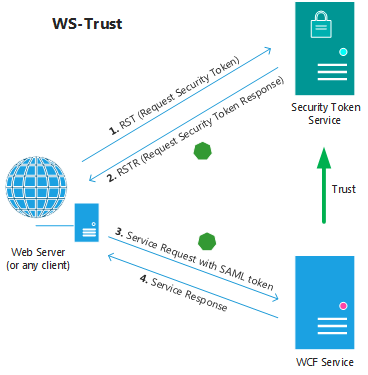 WS-Trust
1. RST (Request Security Token)
2. RSTR (Request Security Token Response)
Security Token
Service
Trust
Web Server
(or any client)
3. Service Request with SAML token
4. Service Response
WCF Service